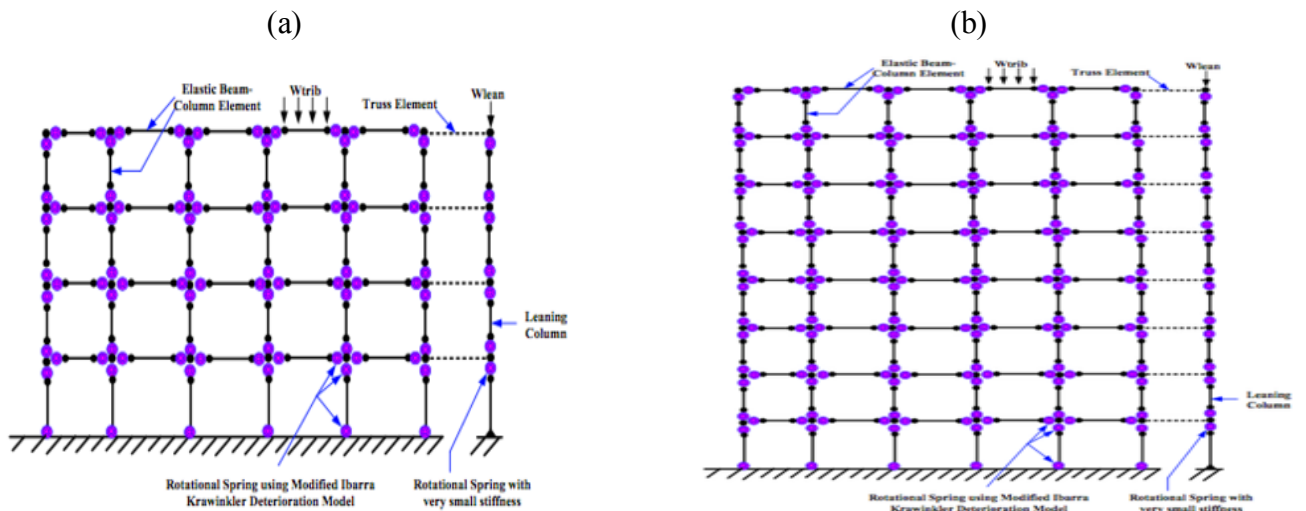 (a)
(b)
Elastic Beam-
Column Element
Wtrib
Truss Element
Wlean
Leaning
Column
Rotational Spring using Modified Ibarra
Krawinkler Deterioration Model
Rotational Spring with
very small stiffness
Elastic Beam-
Column Element
Wtrib
Truss Element
Wlean
Leaning
Column
Rotational Spring using Modified Ibarra
Krawinkler Deterioration Model
Rotational Spring with
very small stiffness